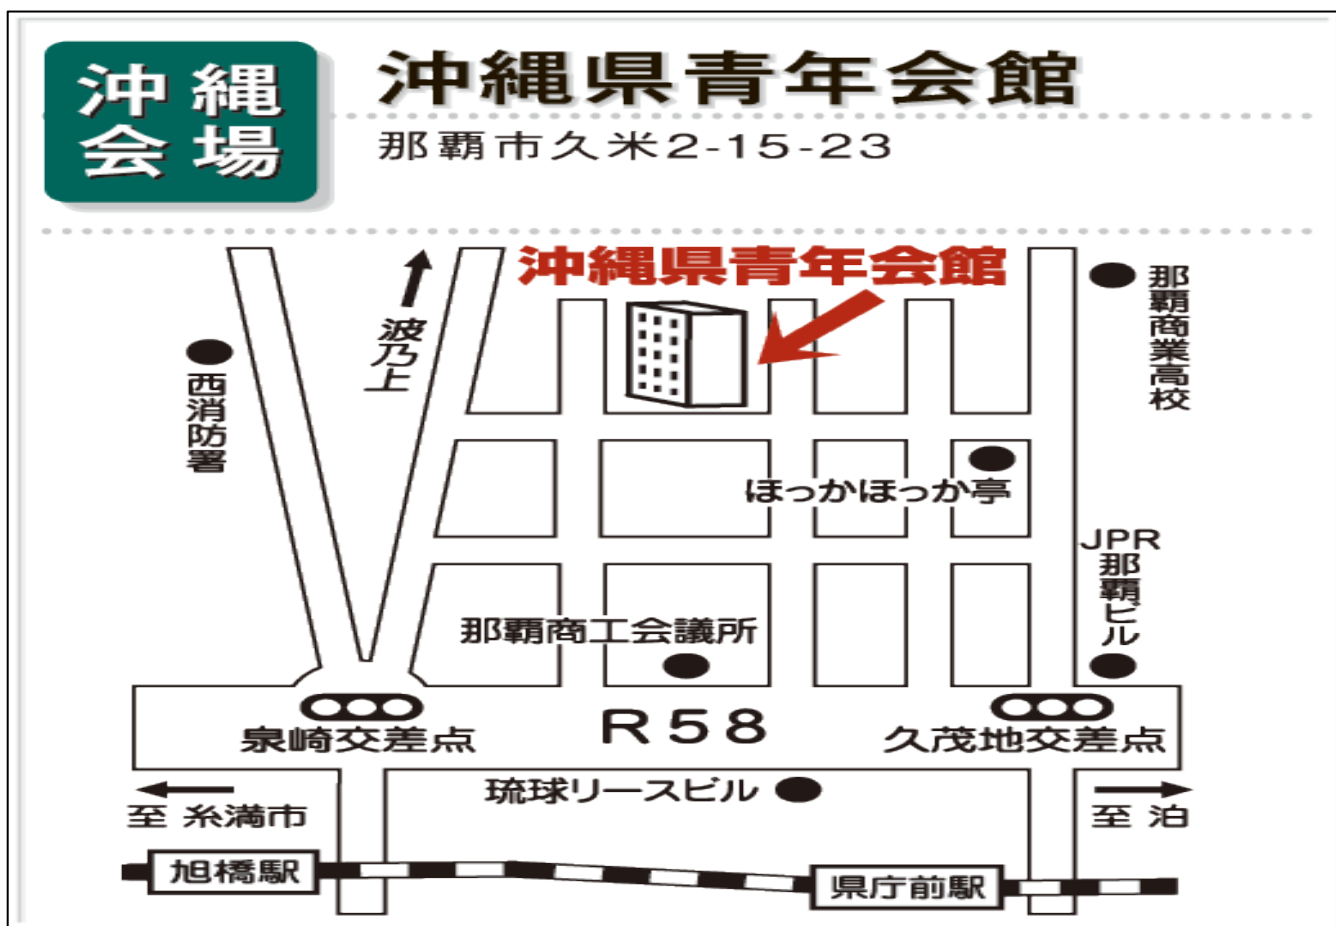 沖縄
会場
沖縄県青年会館
那覇市久米2-15-23
沖縄県青年会館
那覇商業高校
波乃上
西消防署
ほっかほっか亭
JPR
那覇ビル
那覇商工会議所
R58
泉崎交差点
久茂地交差点
琉球リースビル
至 糸満市
至 泊
旭橋駅
県庁前駅